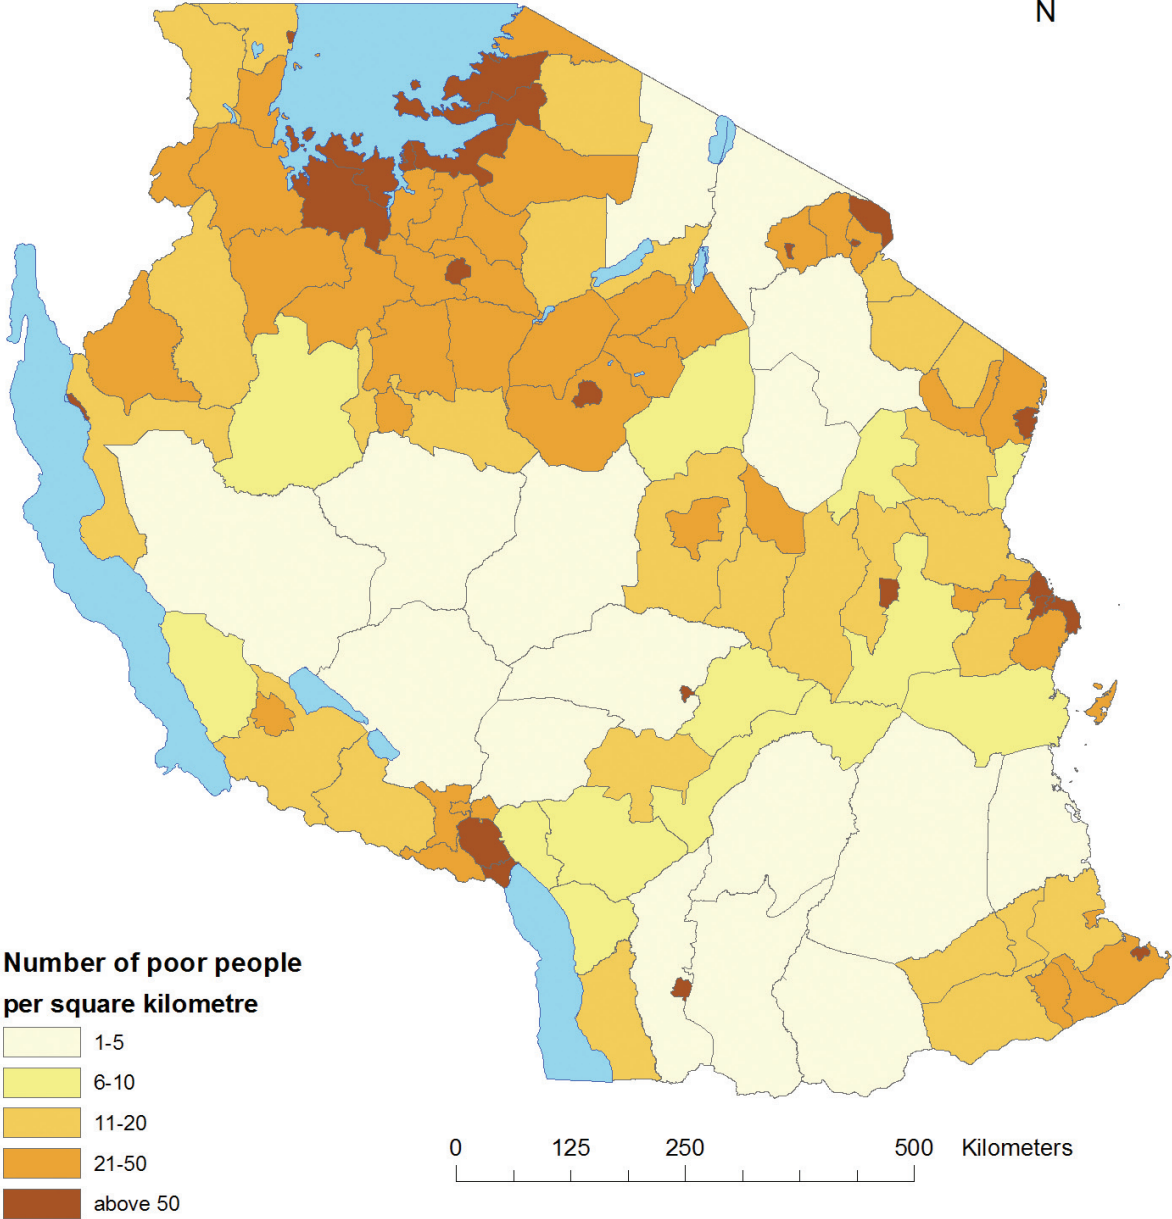 N
Number of poor people
per square kilometre
1-5
6-10
11-20
21-50
above 50
0 125 250 500 Kilometers